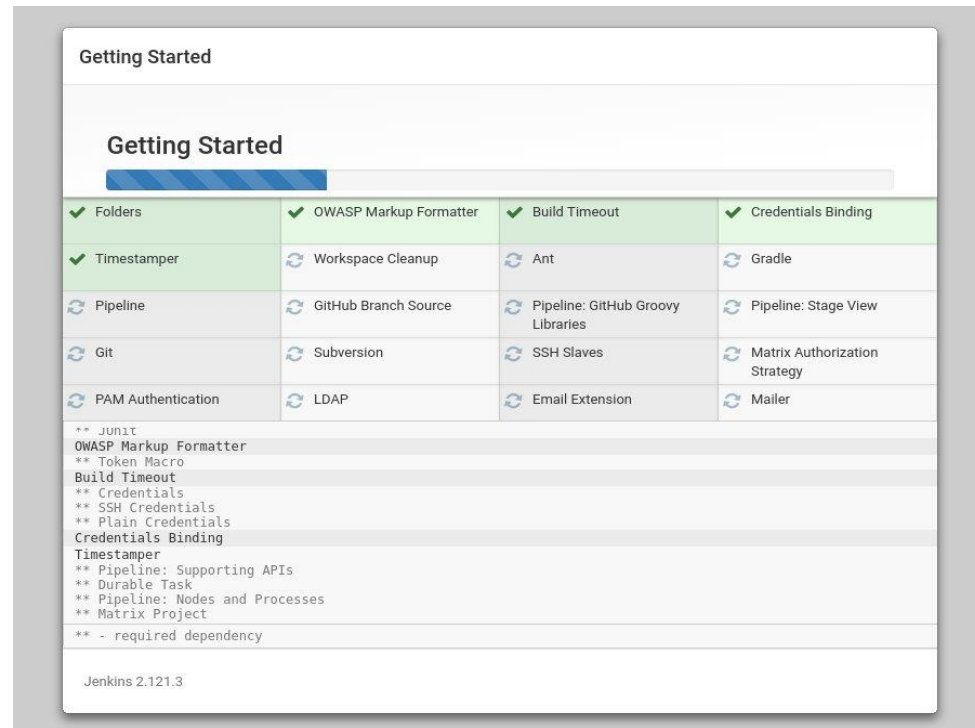 Getting Started
Getting Started
Folders
OWASP Markup Formatter
Build Timeout
Credentials Binding
Timestamper
Workspace Cleanup
Ant
Gradle
Pipeline
GitHub Branch Source
Pipeline: GitHub Groovy
Libraries
Pipeline: Stage View
Git
Subversion
SSH Slaves
Matrix Authorization
Strategy
PAM Authentication
LDAP
Email Extension
Mailer
** JUnit
OWASP Markup Formatter
** Token Macro
Build Timeout
** Credentials
** SSH Credentials
** Plain Credentials
Credentials Binding
Timestamper
** Pipeline: Supporting APIs
** Durable Task
** Pipeline: Nodes and Processes
** Matrix Project
** - required dependency
Jenkins 2.121.3